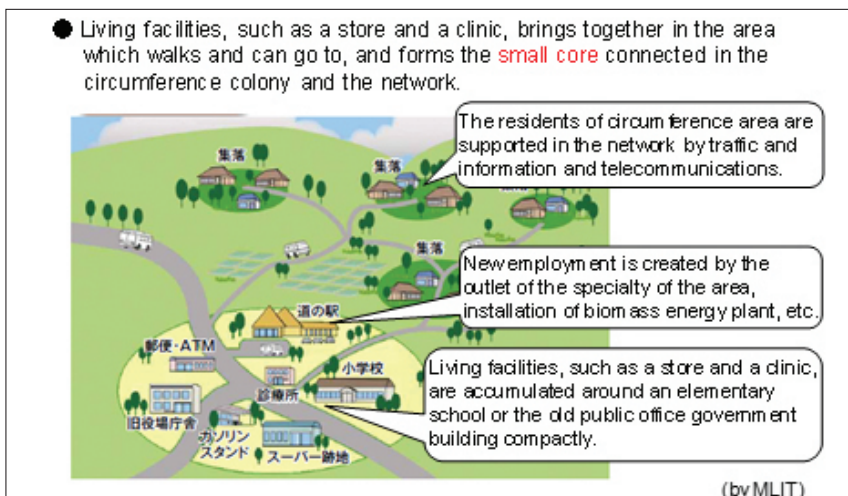 ● Living facilities, such as a store and a clinic, brings together in the area
which walks and can go to, and forms the small core connected in the
circumference colony and the network.
The residents of circumference area are
supported in the network by traffic and
information and telecommunications.
集落
集落
集落
New employment is created by the
outlet of the specialty of the area,
installation of biomass energy plant, etc.
道の駅
郵便・ATM
小学校
診療所
旧役場庁舎
ガソリン
スタンド
スーパー跡地
Living facilities, such as a store and a clinic,
are accumulated around an elementary
school or the old public office government
building compactly.
(by MLIT)